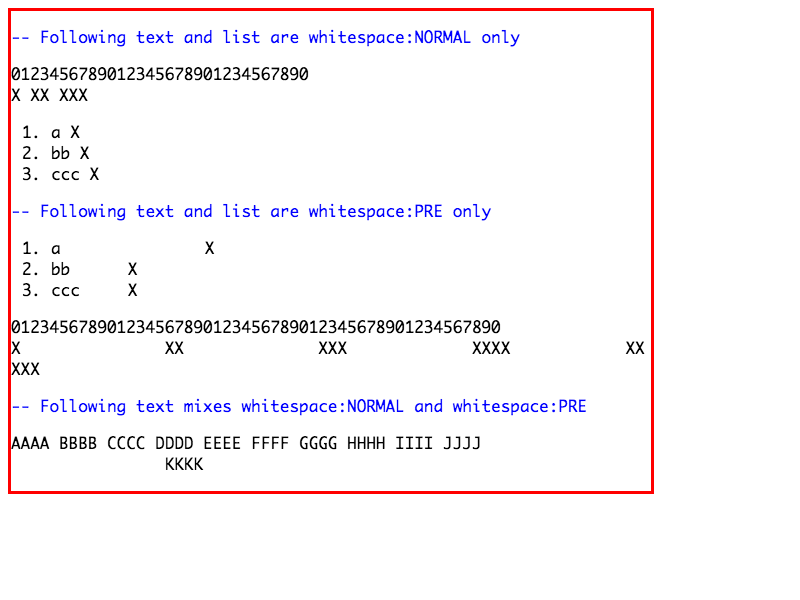 -- Following text and list are whitespace:NORMAL only
0123456789012345678901234567890
X XX XXX
1. a X
2. bb X
3. ccc X
-- Following text and list are whitespace:PRE only
1. a               X
2. bb      X
3. ccc     X
012345678901234567890123456789012345678901234567890
X               XX              XXX             XXXX            XX
XXX
-- Following text mixes whitespace:NORMAL and whitespace:PRE
AAAA BBBB CCCC DDDD EEEE FFFF GGGG HHHH IIII JJJJ
                KKKK